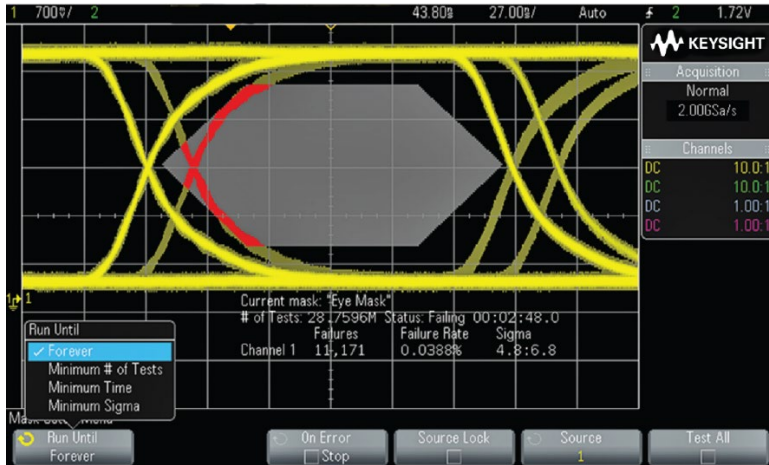 1 700▽/ 2 43.80s 27.00s/ Auto 2 1.72V
KEYSIGHT
Acquisition
Normal
2.00GSa/s
Channels
DC 10.0:1
DC 10.0:1
DC 1.00:1
DC 1.00:1
1
Current mask: "Eye Mask"
# of Tests: 28.7596M Status: Failing 00:02:48.0
Failures Failure Rate Sigma
Channel 1 11,171 0.0388% 4.8:6.8
Run Until
✓ Forever
Minimum # of Tests
Minimum Time
Minimum Sigma
Menu
Run Until
Forever
On Error
Stop
Source Lock
Source
1
Test All